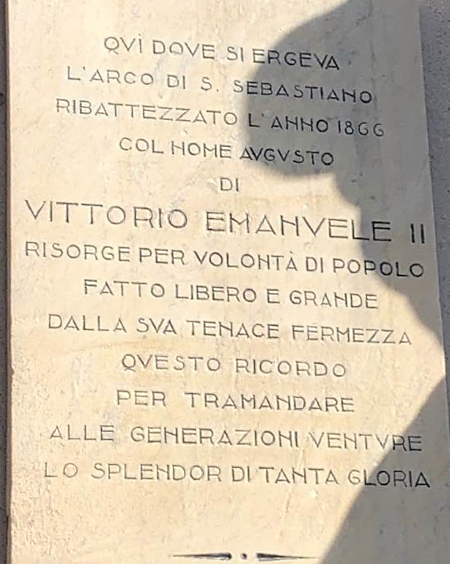 QVÌ DOVE SI ERGEVA
L'ARCO DI S. SEBASTIANO
RIBATTEZZATO L'ANNO 1866
COL NOME AVGVSTO
DI
VITTORIO EMANVELE II
RISORGE PER VOLONTÀ DI POPOLO
FATTO LIBERO E GRANDE
DALLA SVA TENACE FERMEZZA
QVESTO RICORDO
PER TRAMANDARE
ALLE GENERAZIONI VENTVRE
LO SPLENDOR DI TANTA GLORIA